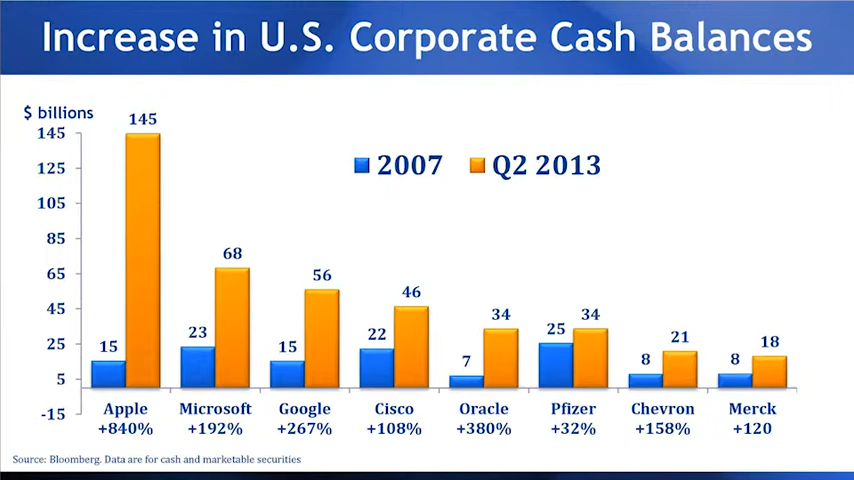 Increase in U.S. Corporate Cash Balances
$ billions
145
125
105
85
65
45
25
5
-15
2007 Q2 2013
15 145
23 68
15 56
22 46
7 34
25 34
8 21
8 18
Apple Microsoft Google Cisco Oracle Pfizer Chevron Merck
+840% +192% +267% +108% +380% +32% +158% +120
Source: Bloomberg. Data are for cash and marketable securities